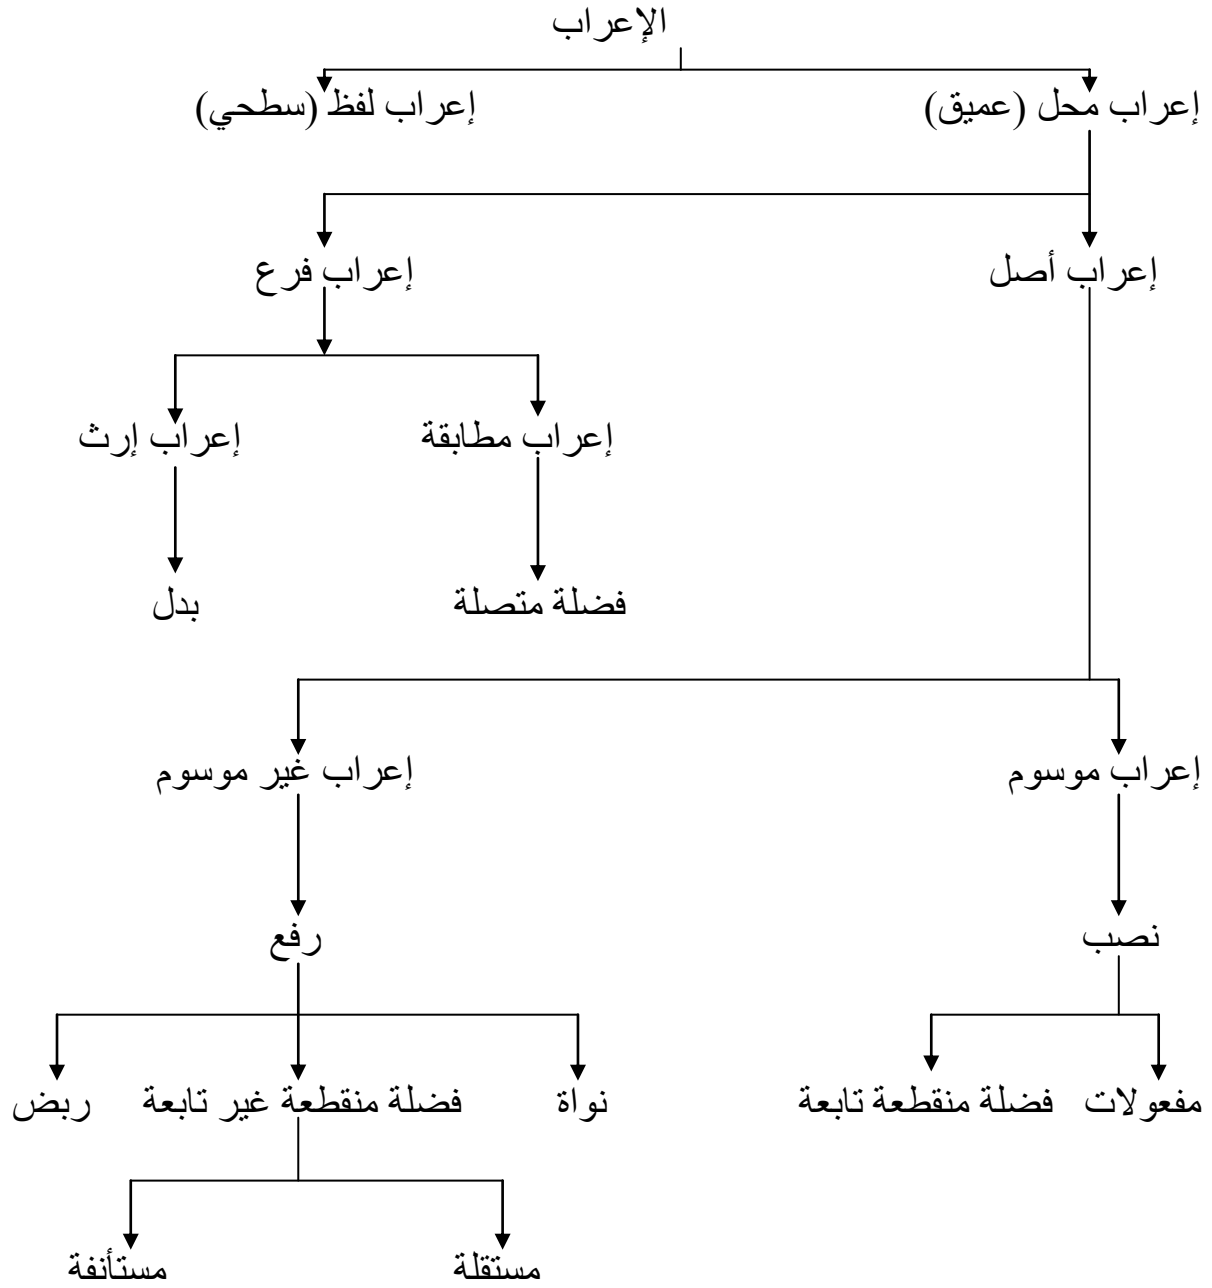 الإعراب
إعراب محل (عميق) إعراب لفظ (سطحي)
إعراب أصل إعراب فرع
إعراب مطابقة إعراب إرث
فضلة متصلة بدل
إعراب موسوم إعراب غير موسوم
نصب رفع
مفعولات فضلة منقطعة تابعة نواة فضلة منقطعة غير تابعة ربض
مستقلة مستأنفة